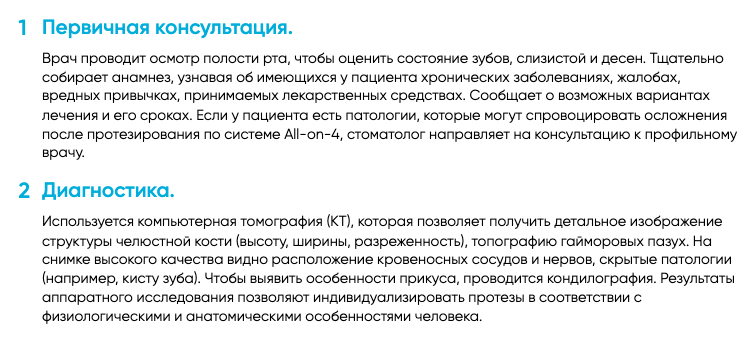 1 Первичная консультация.
Врач проводит осмотр полости рта, чтобы оценить состояние зубов, слизистой и десен. Тщательно
собирает анамнез, узнавая об имеющихся у пациента хронических заболеваниях, жалобах,
вредных привычках, принимаемых лекарственных средствах. Сообщает о возможных вариантах
лечения и его сроках. Если у пациента есть патологии, которые могут спровоцировать осложнения
после протезирования по системе All-on-4, стоматолог направляет на консультацию к профильному
врачу.
2 Диагностика.
Используется компьютерная томография (КТ), которая позволяет получить детальное изображение
структуры челюстной кости (высоту, ширины, разреженность), топографию гайморовых пазух. На
снимке высокого качества видно расположение кровеносных сосудов и нервов, скрытые патологии
(например, кисту зуба). Чтобы выявить особенности прикуса, проводится кондилография. Результаты
аппаратного исследования позволяют индивидуализировать протезы в соответствии с
физиологическими и анатомическими особенностями человека.